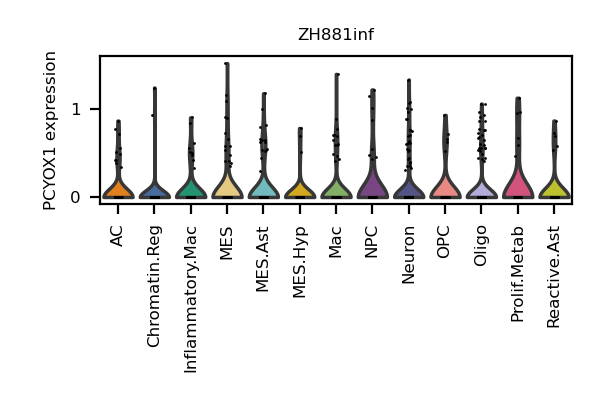 ZH881inf
PCYOX1 expression
1
0
AC
Chromatin.Reg
Inflammatory.Mac
MES
MES.Ast
MES.Hyp
Mac
NPC
Neuron
OPC
Oligo
Prolif.Metab
Reactive.Ast